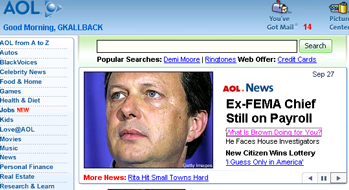 AOL
Good Morning, GKALLBACK
You've
Got Mail 14
Picture
Center
AOL from A to Z
Autos
BlackVoices
Celebrity News
Food & Home
Games
Health & Diet
Jobs NEW
Kids
Love@AOL
Movies
Music
News
Personal Finance
Real Estate
Research & Learn
Search
Popular Searches: Demi Moore | Ringtones Web Offer: Credit Cards
Sep 27
AOL News
Ex-FEMA Chief
Still on Payroll
What Is Brown Doing for You?
He Faces House Investigators
New Citizen Wins Lottery
'I Guess Only in America'
Getty Images
More News: Rita Hit Small Towns Hard